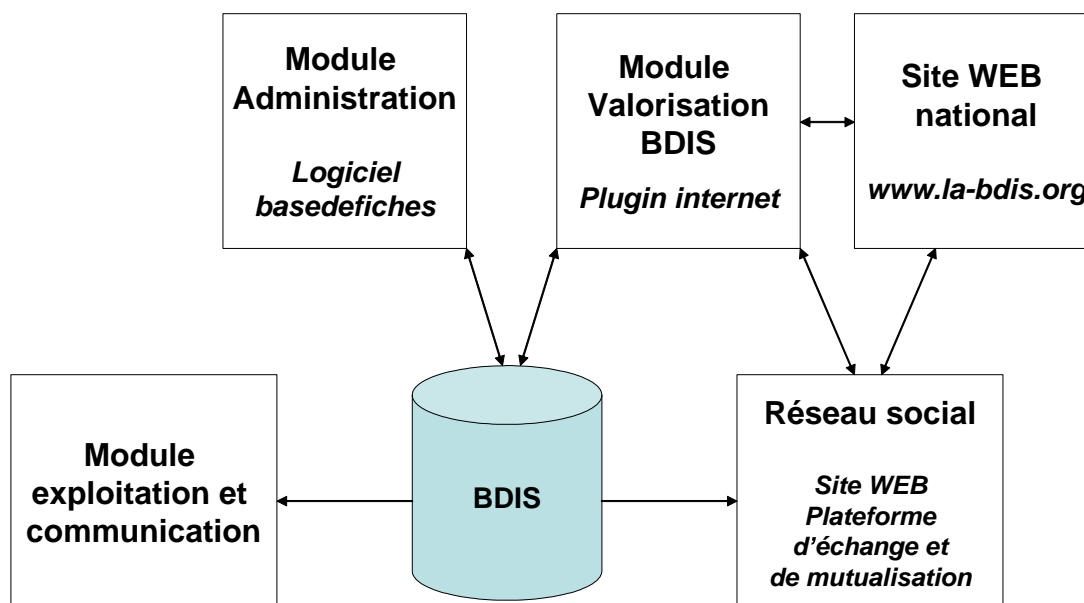 Module
Administration
Logiciel
basedefiches
Module
Valorisation
BDIS
Plugin internet
Site WEB
national
www.la-bdis.org
Module
exploitation et
communication
BDIS
Réseau social
Site WEB
Plateforme
d'échange et
de mutualisation